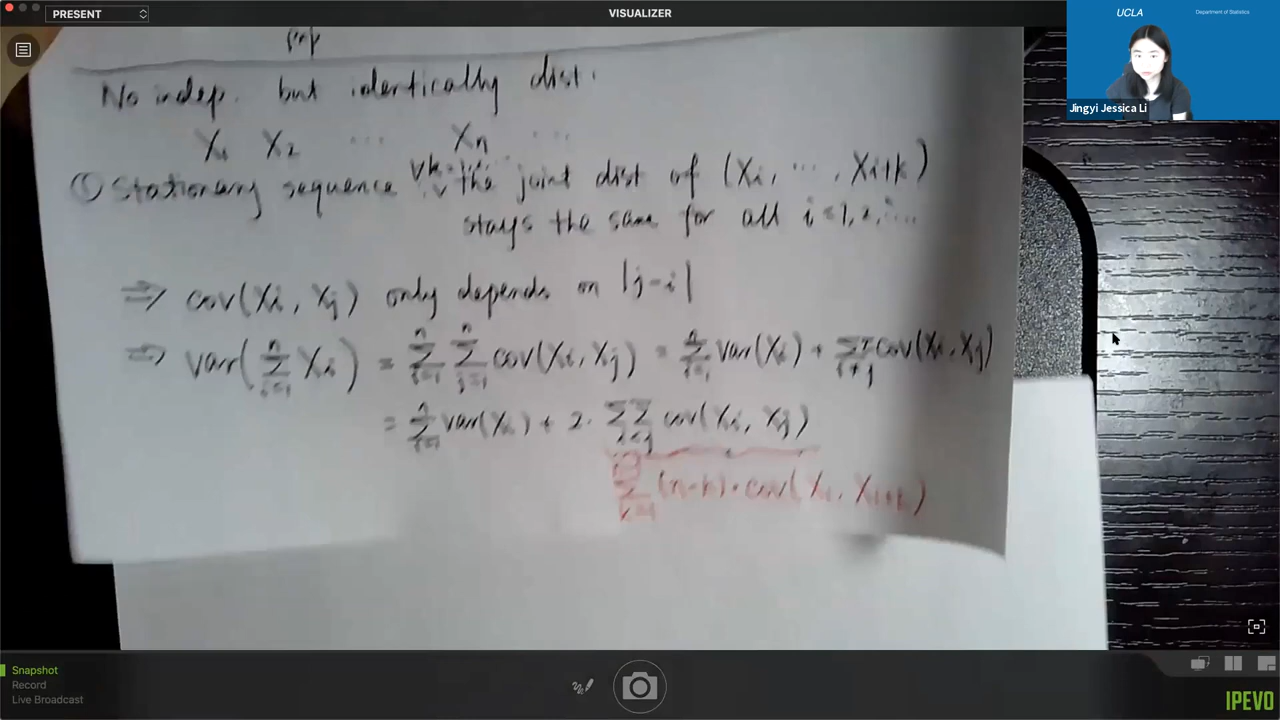 PRESENT
VISUALIZER
UCLA
Department of Statistics
Jingyi Jessica Li
No indep. but identically dist.
X₁ X₂ ... Xₙ ...
① Stationary sequence ∀k the joint dist of (Xᵢ, ..., Xᵢ₊ₖ)
stays the same for all i=1,2,...
⇒ cov(Xᵢ, Xⱼ) only depends on |j-i|
⇒ var(∑ᵢ₌₁ⁿ Xᵢ) = ∑ᵢ₌₁ⁿ ∑ⱼ₌₁ⁿ cov(Xᵢ, Xⱼ) = ∑ᵢ₌₁ⁿ var(Xᵢ) + ∑∑ᵢ≠ⱼ cov(Xᵢ, Xⱼ)
= ∑ᵢ₌₁ⁿ var(Xᵢ) + 2· ∑∑ᵢ<ⱼ cov(Xᵢ, Xⱼ)
(n-k)·cov(Xᵢ, Xᵢ₊ₖ)
Snapshot
Record
Live Broadcast
IPEVO